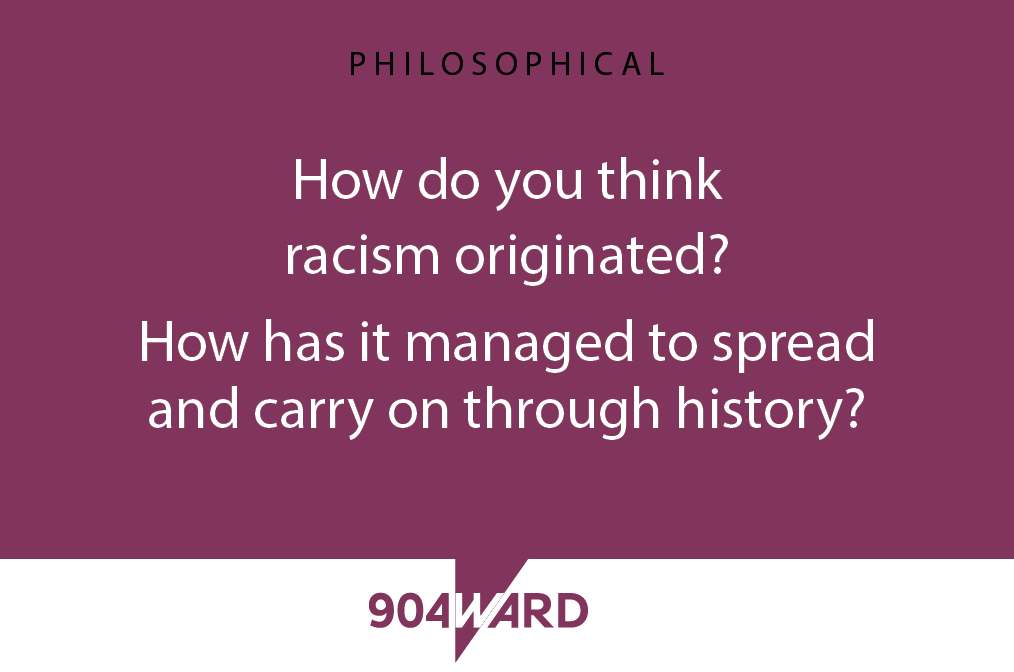 PHILOSOPHICAL
How do you think
racism originated?
How has it managed to spread
and carry on through history?
904WARD